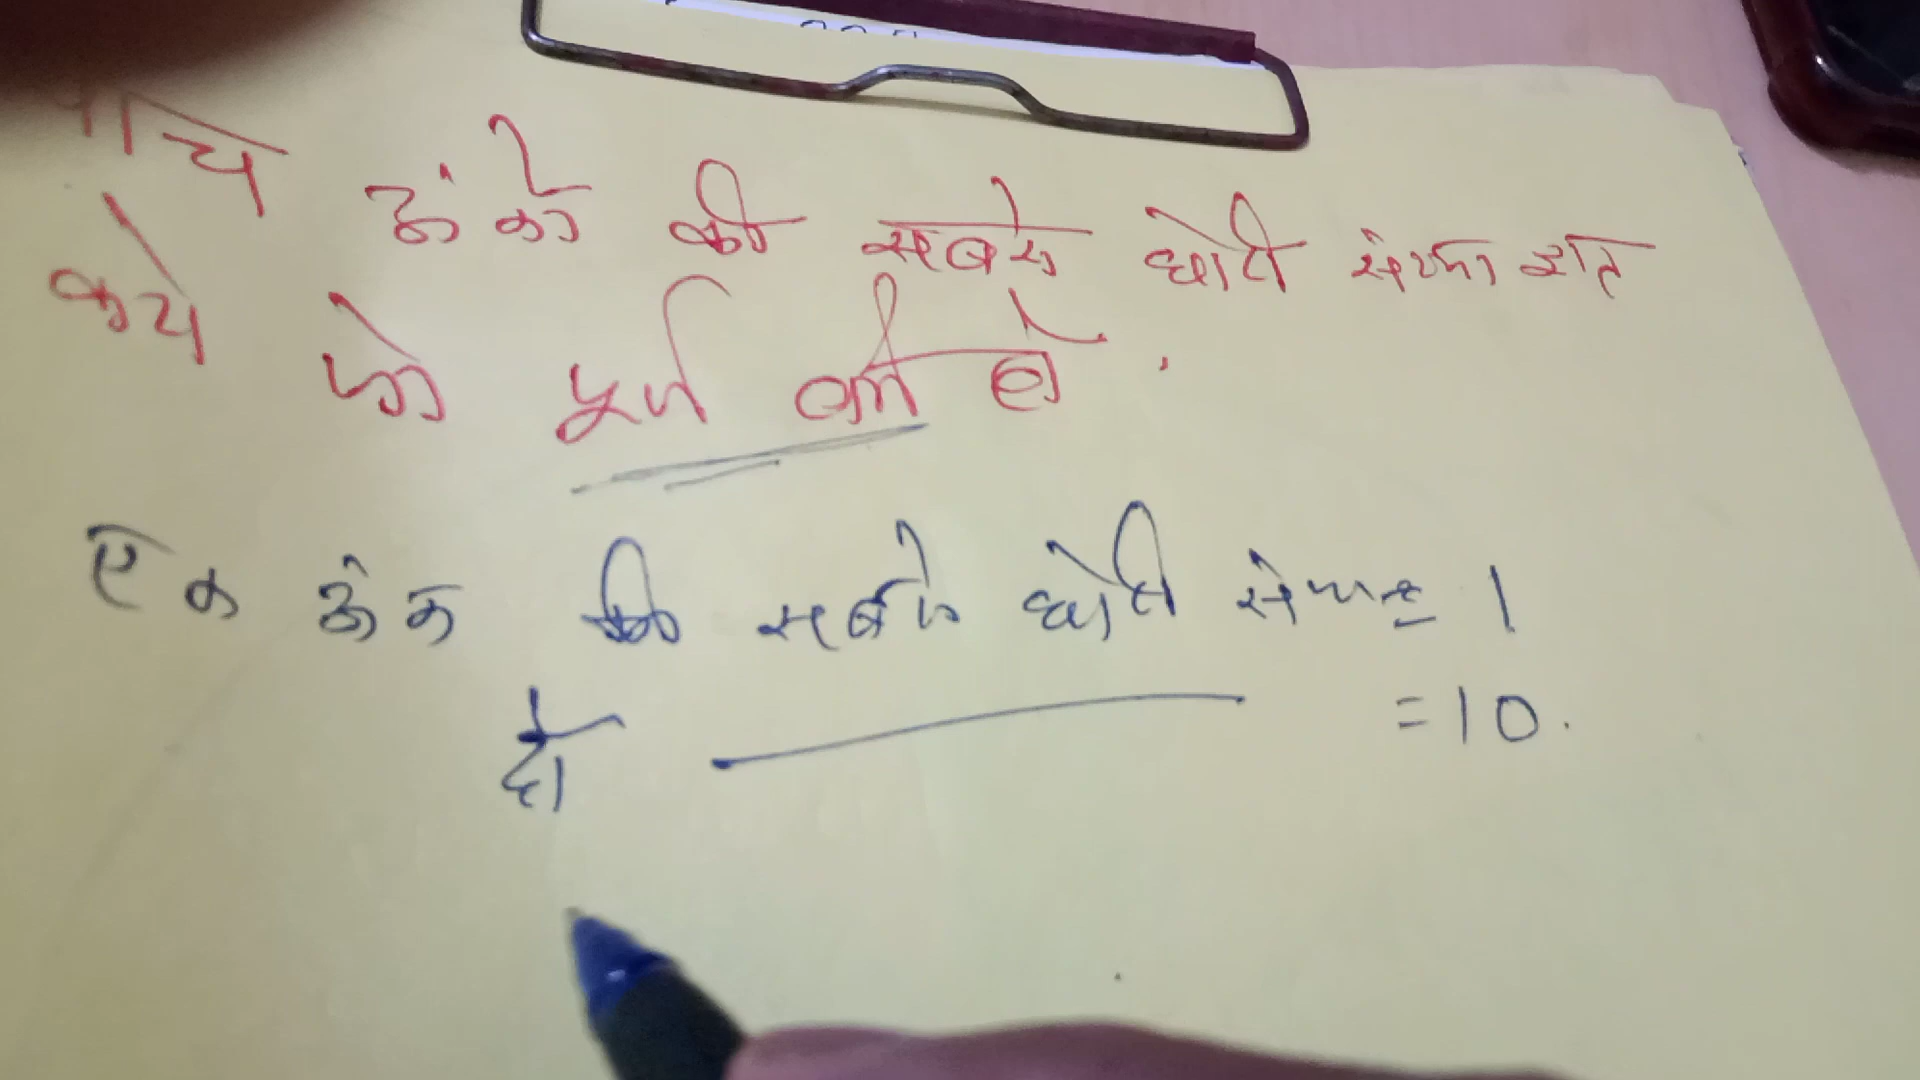 पांच अंको की सबसे छोटी संख्या ज्ञात
करो जो पूर्ण वर्ग हो .
एक अंक की सबसे छोटी संख्या = 1
दो = 10.